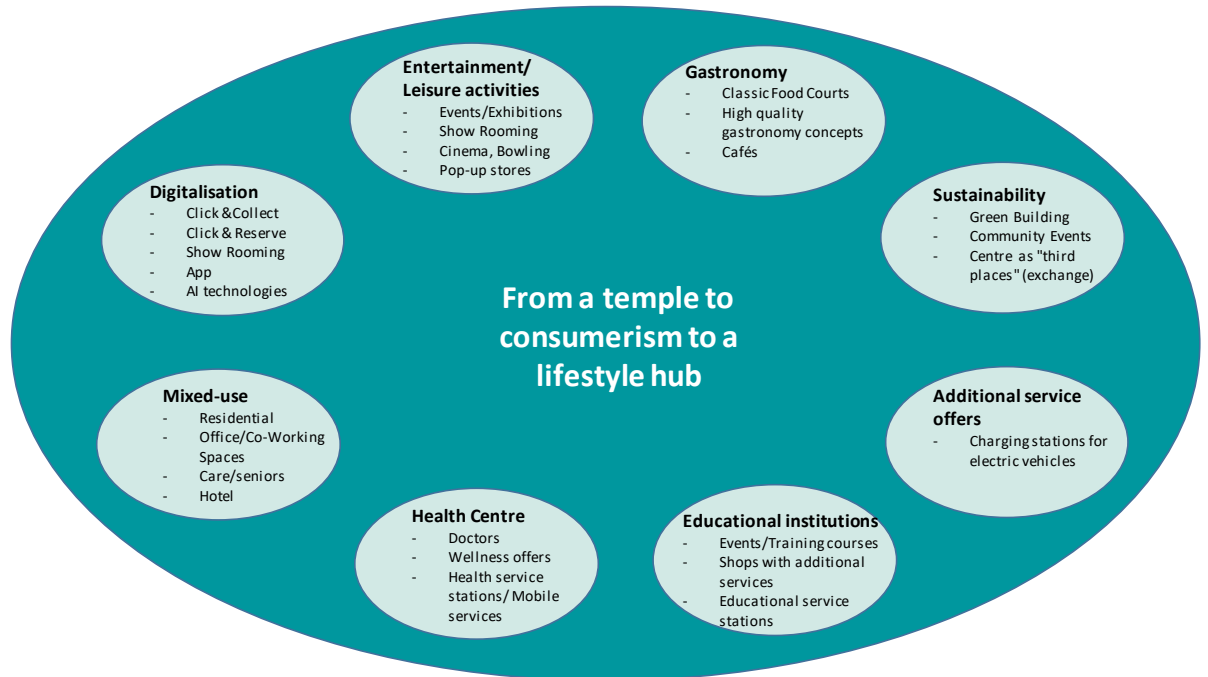 Entertainment/
Leisure activities
- Events/Exhibitions
- Show Rooming
- Cinema, Bowling
- Pop-up stores
Gastronomy
- Classic Food Courts
- High quality
gastronomy concepts
- Cafés
Digitalisation
- Click &Collect
- Click & Reserve
- Show Rooming
- App
- AI technologies
Sustainability
- Green Building
- Community Events
- Centre as "third
places" (exchange)
From a temple to
consumerism to a
lifestyle hub
Mixed-use
- Residential
- Office/Co-Working
Spaces
- Care/seniors
- Hotel
Additional service
offers
- Charging stations for
electric vehicles
Health Centre
- Doctors
- Wellness offers
- Health service
stations/ Mobile
services
Educational institutions
- Events/Training courses
- Shops with additional
services
- Educational service
stations